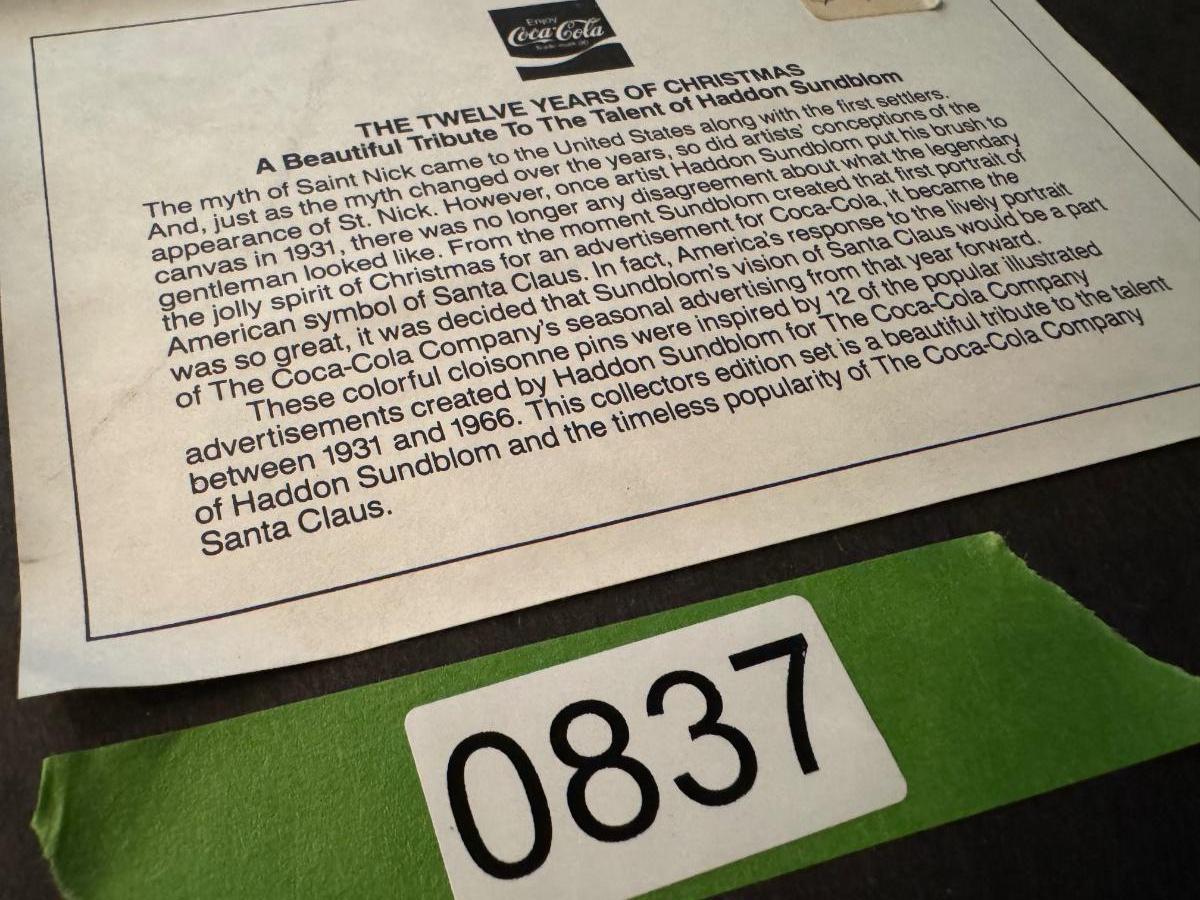 Enjoy
Coca-Cola
THE TWELVE YEARS OF CHRISTMAS
A Beautiful Tribute To The Talent of Haddon Sundblom
The myth of Saint Nick came to the United States along with the first settlers.
And, just as the myth changed over the years, so did artists' conceptions of the
appearance of St. Nick. However, once artist Haddon Sundblom put his brush to
canvas in 1931, there was no longer any disagreement about what the legendary
gentleman looked like. From the moment Sundblom created that first portrait of
the jolly spirit of Christmas for an advertisement for Coca-Cola, it became the
American symbol of Santa Claus. In fact, America's response to the lively portrait
was so great, it was decided that Sundblom's vision of Santa Claus would be a part
of The Coca-Cola Company's seasonal advertising from that year forward.
These colorful cloisonne pins were inspired by 12 of the popular illustrated
advertisements created by Haddon Sundblom for The Coca-Cola Company
between 1931 and 1966. This collectors edition set is a beautiful tribute to the talent
of Haddon Sundblom and the timeless popularity of The Coca-Cola Company
Santa Claus.
0837